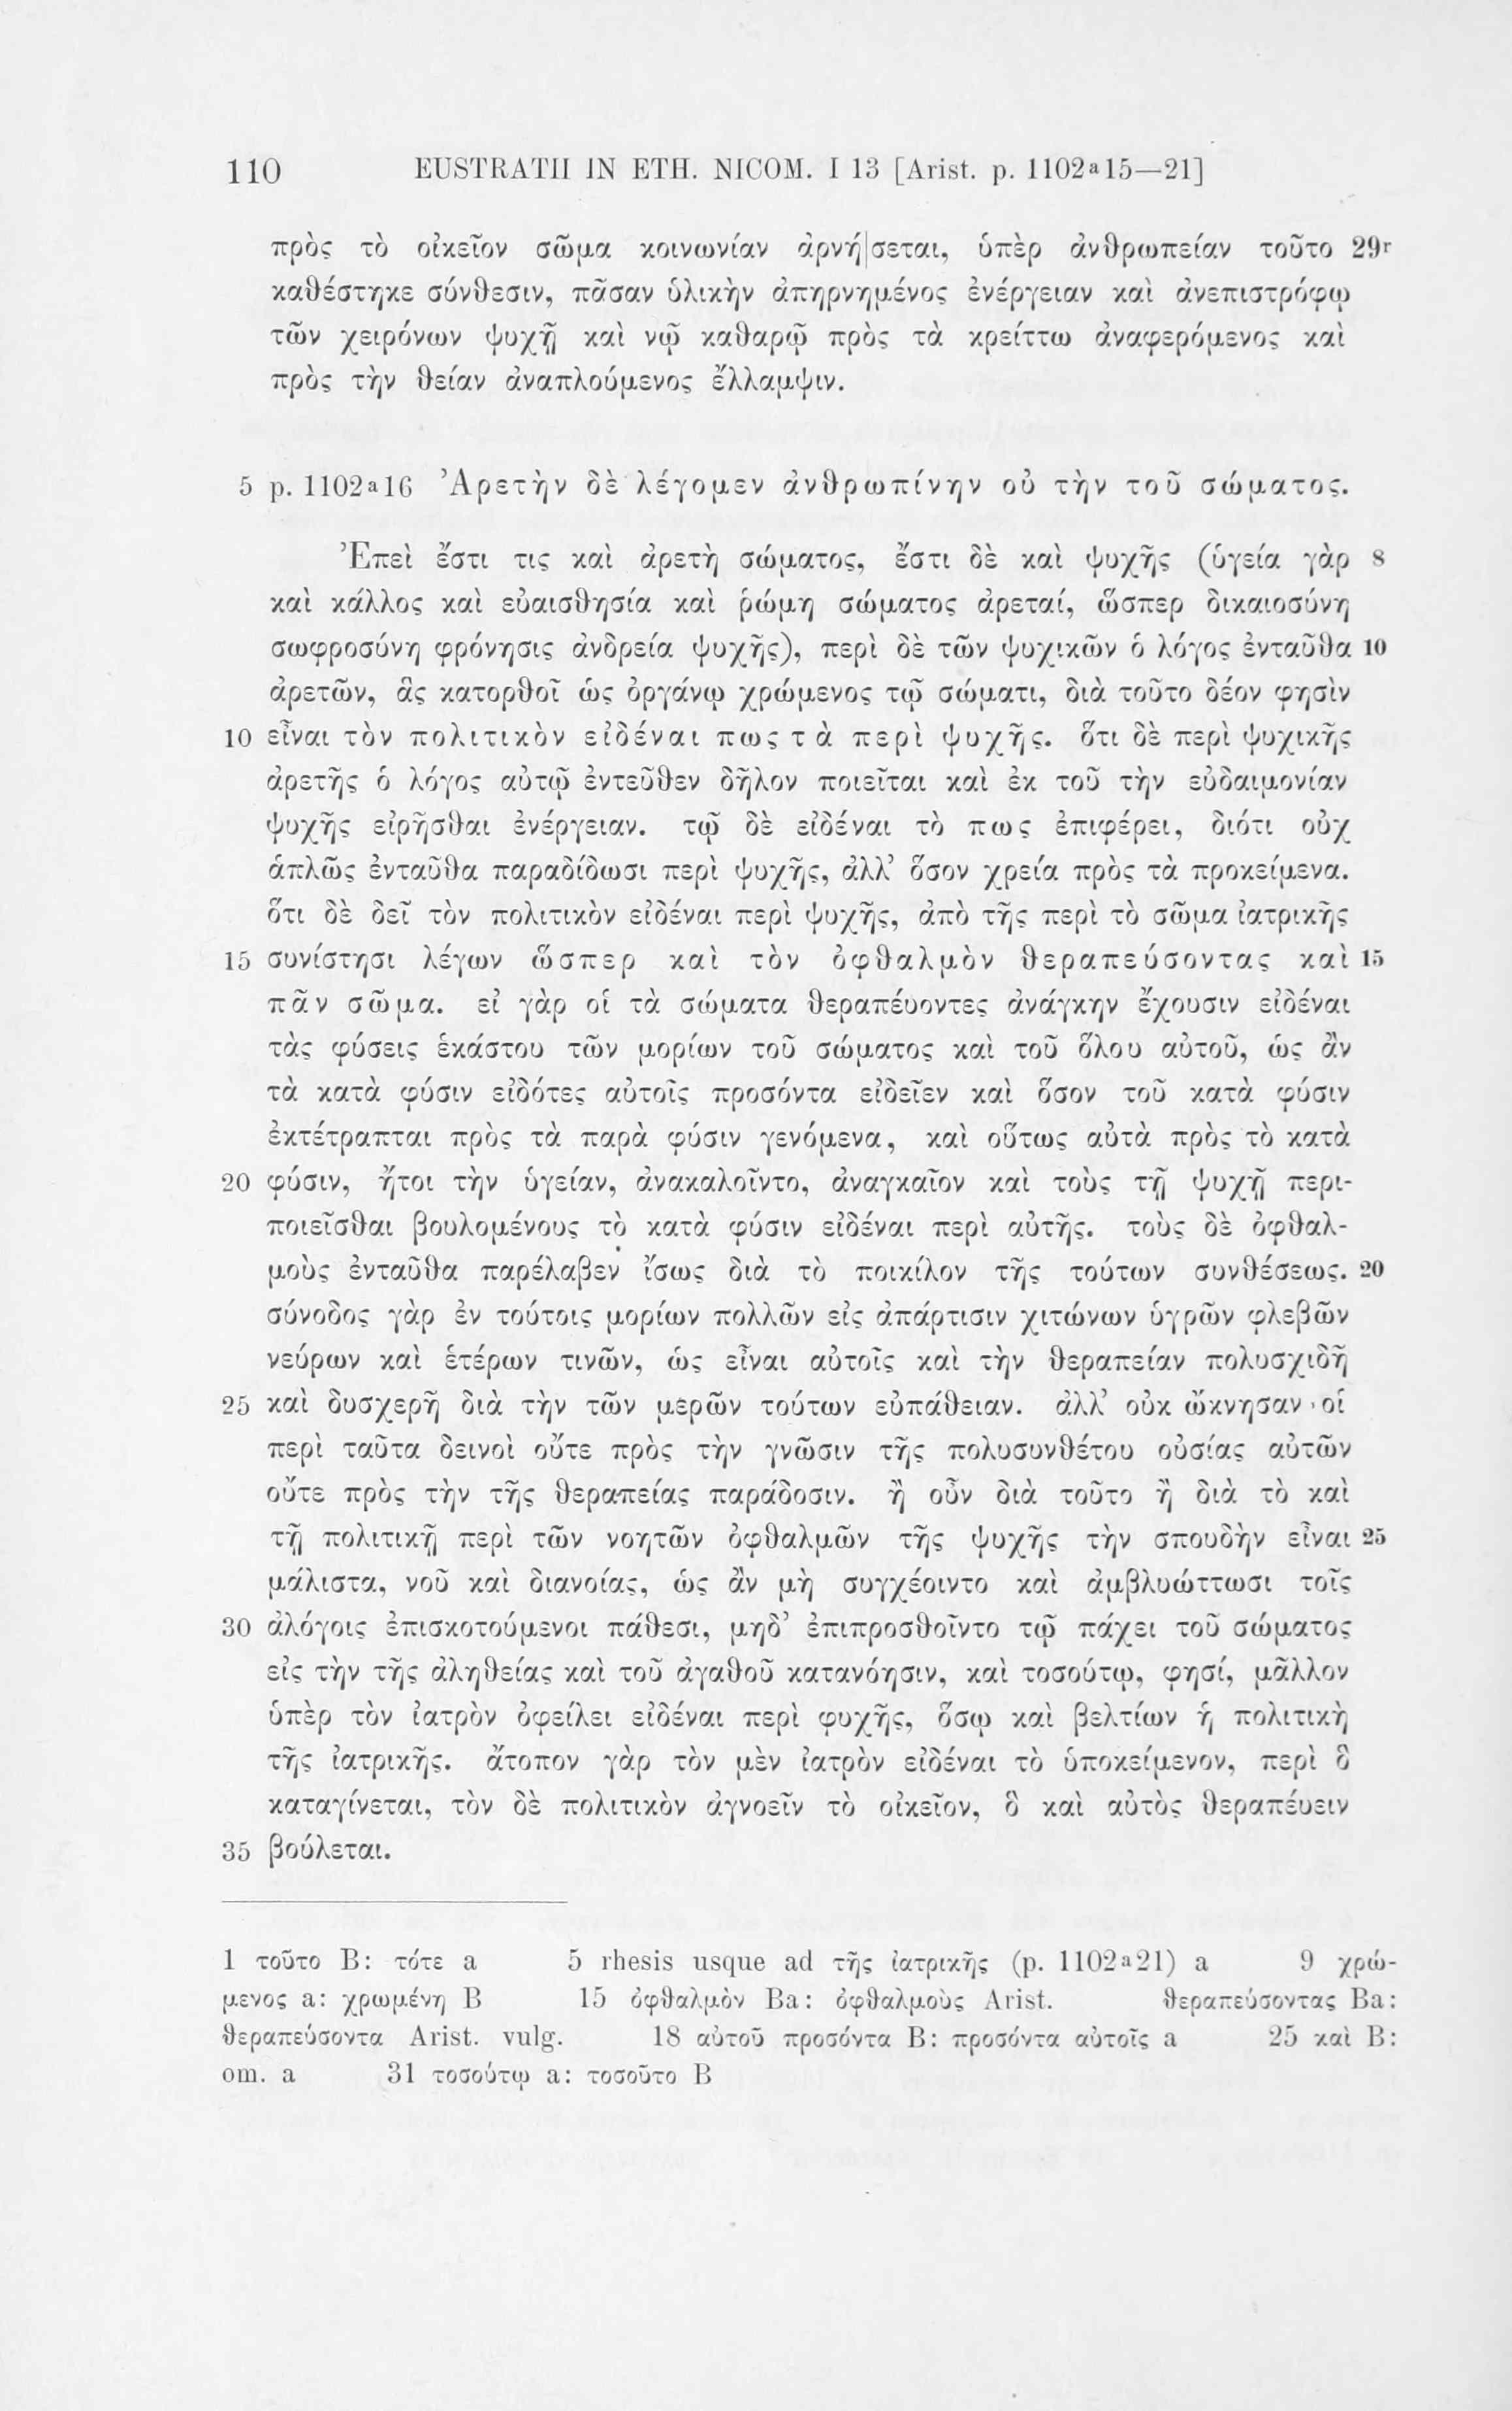 110 EUSTRATII IN ETH. NICOM. I 13 [Arist. p. 1102ᵃ15—21]
πρὸς τὸ οἰκεῖον σῶμα κοινωνίαν ἀρνή|σεται, ὑπὲρ ἀνθρωπείαν τοῦτο 29ʳ
καθέστηκε σύνθεσιν, πᾶσαν ὑλικὴν ἀπηρνημένος ἐνέργειαν καὶ ἀνεπιστρόφῳ
τῶν χειρόνων ψυχῇ καὶ νῷ καθαρῷ πρὸς τὰ κρείττω ἀναφερόμενος καὶ
πρὸς τὴν θείαν ἀναπλούμενος ἔλλαμψιν.
5 p. 1102ᵃ16 Ἀρετὴν δὲ λέγομεν ἀνθρωπίνην οὐ τὴν τοῦ σώματος.
Ἐπεὶ ἔστι τις καὶ ἀρετὴ σώματος, ἔστι δὲ καὶ ψυχῆς (ὑγεία γὰρ 8
καὶ κάλλος καὶ εὐαισθησία καὶ ῥώμη σώματος ἀρεταί, ὥσπερ δικαιοσύνη
σωφροσύνη φρόνησις ἀνδρεία ψυχῆς), περὶ δὲ τῶν ψυχικῶν ὁ λόγος ἐνταῦθα 10
ἀρετῶν, ἃς κατορθοῖ ὡς ὀργάνῳ χρώμενος τῷ σώματι, διὰ τοῦτο δέον φησὶν
10 εἶναι τὸν πολιτικὸν εἰδέναι πως τὰ περὶ ψυχῆς. ὅτι δὲ περὶ ψυχικῆς
ἀρετῆς ὁ λόγος αὐτῷ ἐντεῦθεν δῆλον ποιεῖται καὶ ἐκ τοῦ τὴν εὐδαιμονίαν
ψυχῆς εἰρῆσθαι ἐνέργειαν. τῷ δὲ εἰδέναι τὸ πως ἐπιφέρει, διότι οὐχ
ἁπλῶς ἐνταῦθα παραδίδωσι περὶ ψυχῆς, ἀλλ’ ὅσον χρεία πρὸς τὰ προκείμενα.
ὅτι δὲ δεῖ τὸν πολιτικὸν εἰδέναι περὶ ψυχῆς, ἀπὸ τῆς περὶ τὸ σῶμα ἰατρικῆς
15 συνίστησι λέγων ὥσπερ καὶ τὸν ὀφθαλμὸν θεραπεύσοντας καὶ 15
πᾶν σῶμα. εἰ γὰρ οἱ τὰ σώματα θεραπεύοντες ἀνάγκην ἔχουσιν εἰδέναι
τὰς φύσεις ἑκάστου τῶν μορίων τοῦ σώματος καὶ τοῦ ὅλου αὐτοῦ, ὡς ἂν
τὰ κατὰ φύσιν εἰδότες αὐτοῖς προσόντα εἰδεῖεν καὶ ὅσον τοῦ κατὰ φύσιν
ἐκτέτραπται πρὸς τὰ παρὰ φύσιν γενόμενα, καὶ οὕτως αὐτὰ πρὸς τὸ κατὰ
20 φύσιν, ἤτοι τὴν ὑγείαν, ἀνακαλοῖντο, ἀναγκαῖον καὶ τοὺς τῇ ψυχῇ περι-
ποιεῖσθαι βουλομένους τὸ κατὰ φύσιν εἰδέναι περὶ αὐτῆς. τοὺς δὲ ὀφθαλ-
μοὺς ἐνταῦθα παρέλαβεν ἴσως διὰ τὸ ποικίλον τῆς τούτων συνθέσεως. 20
σύνοδος γὰρ ἐν τούτοις μορίων πολλῶν εἰς ἀπάρτισιν χιτώνων ὑγρῶν φλεβῶν
νεύρων καὶ ἑτέρων τινῶν, ὡς εἶναι αὐτοῖς καὶ τὴν θεραπείαν πολυσχιδῆ
25 καὶ δυσχερῆ διὰ τὴν τῶν μερῶν τούτων εὐπάθειαν. ἀλλ’ οὐκ ὤκνησαν οἱ
περὶ ταῦτα δεινοὶ οὔτε πρὸς τὴν γνῶσιν τῆς πολυσυνθέτου οὐσίας αὐτῶν
οὔτε πρὸς τὴν τῆς θεραπείας παράδοσιν. ἢ οὖν διὰ τοῦτο ἢ διὰ τὸ καὶ
τῇ πολιτικῇ περὶ τῶν νοητῶν ὀφθαλμῶν τῆς ψυχῆς τὴν σπουδὴν εἶναι 25
μάλιστα, νοῦ καὶ διανοίας, ὡς ἂν μὴ συγχέοιντο καὶ ἀμβλυώττωσι τοῖς
30 ἀλόγοις ἐπισκοτούμενοι πάθεσι, μηδ’ ἐπιπροσθοῖντο τῷ πάχει τοῦ σώματος
εἰς τὴν τῆς ἀληθείας καὶ τοῦ ἀγαθοῦ κατανόησιν, καὶ τοσούτῳ, φησί, μᾶλλον
ὑπὲρ τὸν ἰατρὸν ὀφείλει εἰδέναι περὶ φυχῆς, ὅσῳ καὶ βελτίων ἡ πολιτικὴ
τῆς ἰατρικῆς. ἄτοπον γὰρ τὸν μὲν ἰατρὸν εἰδέναι τὸ ὑποκείμενον, περὶ ὃ
καταγίνεται, τὸν δὲ πολιτικὸν ἀγνοεῖν τὸ οἰκεῖον, ὃ καὶ αὐτὸς θεραπεύειν
35 βούλεται.
1 τοῦτο B: τότε a 5 rhesis usque ad τῆς ἰατρικῆς (p. 1102ᵃ21) a 9 χρώ-
μενος a: χρωμένη B 15 ὀφθαλμὸν Ba: ὀφθαλμοὺς Arist. θεραπεύσοντας Ba:
θεραπεύσοντα Arist. vulg. 18 αὐτοῦ προσόντα B: προσόντα αὐτοῖς a 25 καὶ B:
om. a 31 τοσούτῳ a: τοσοῦτο B